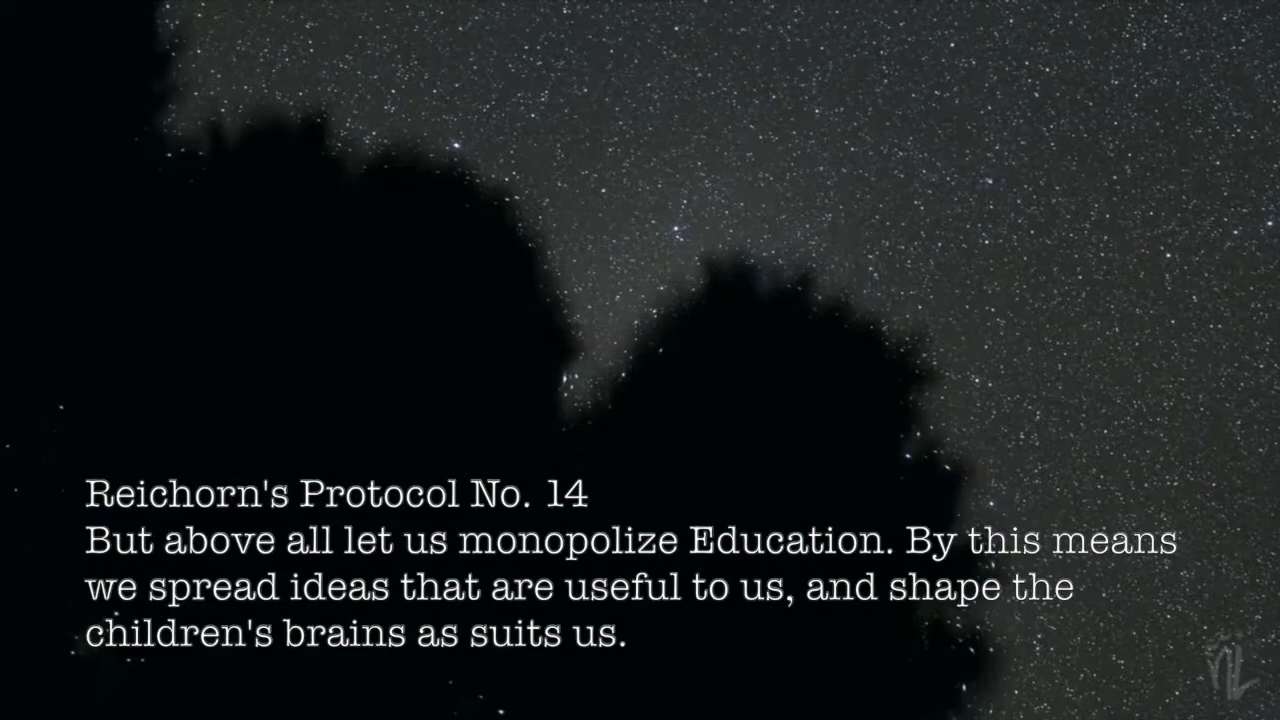 Reichorn's Protocol No. 14
But above all let us monopolize Education. By this means
we spread ideas that are useful to us, and shape the
children's brains as suits us.